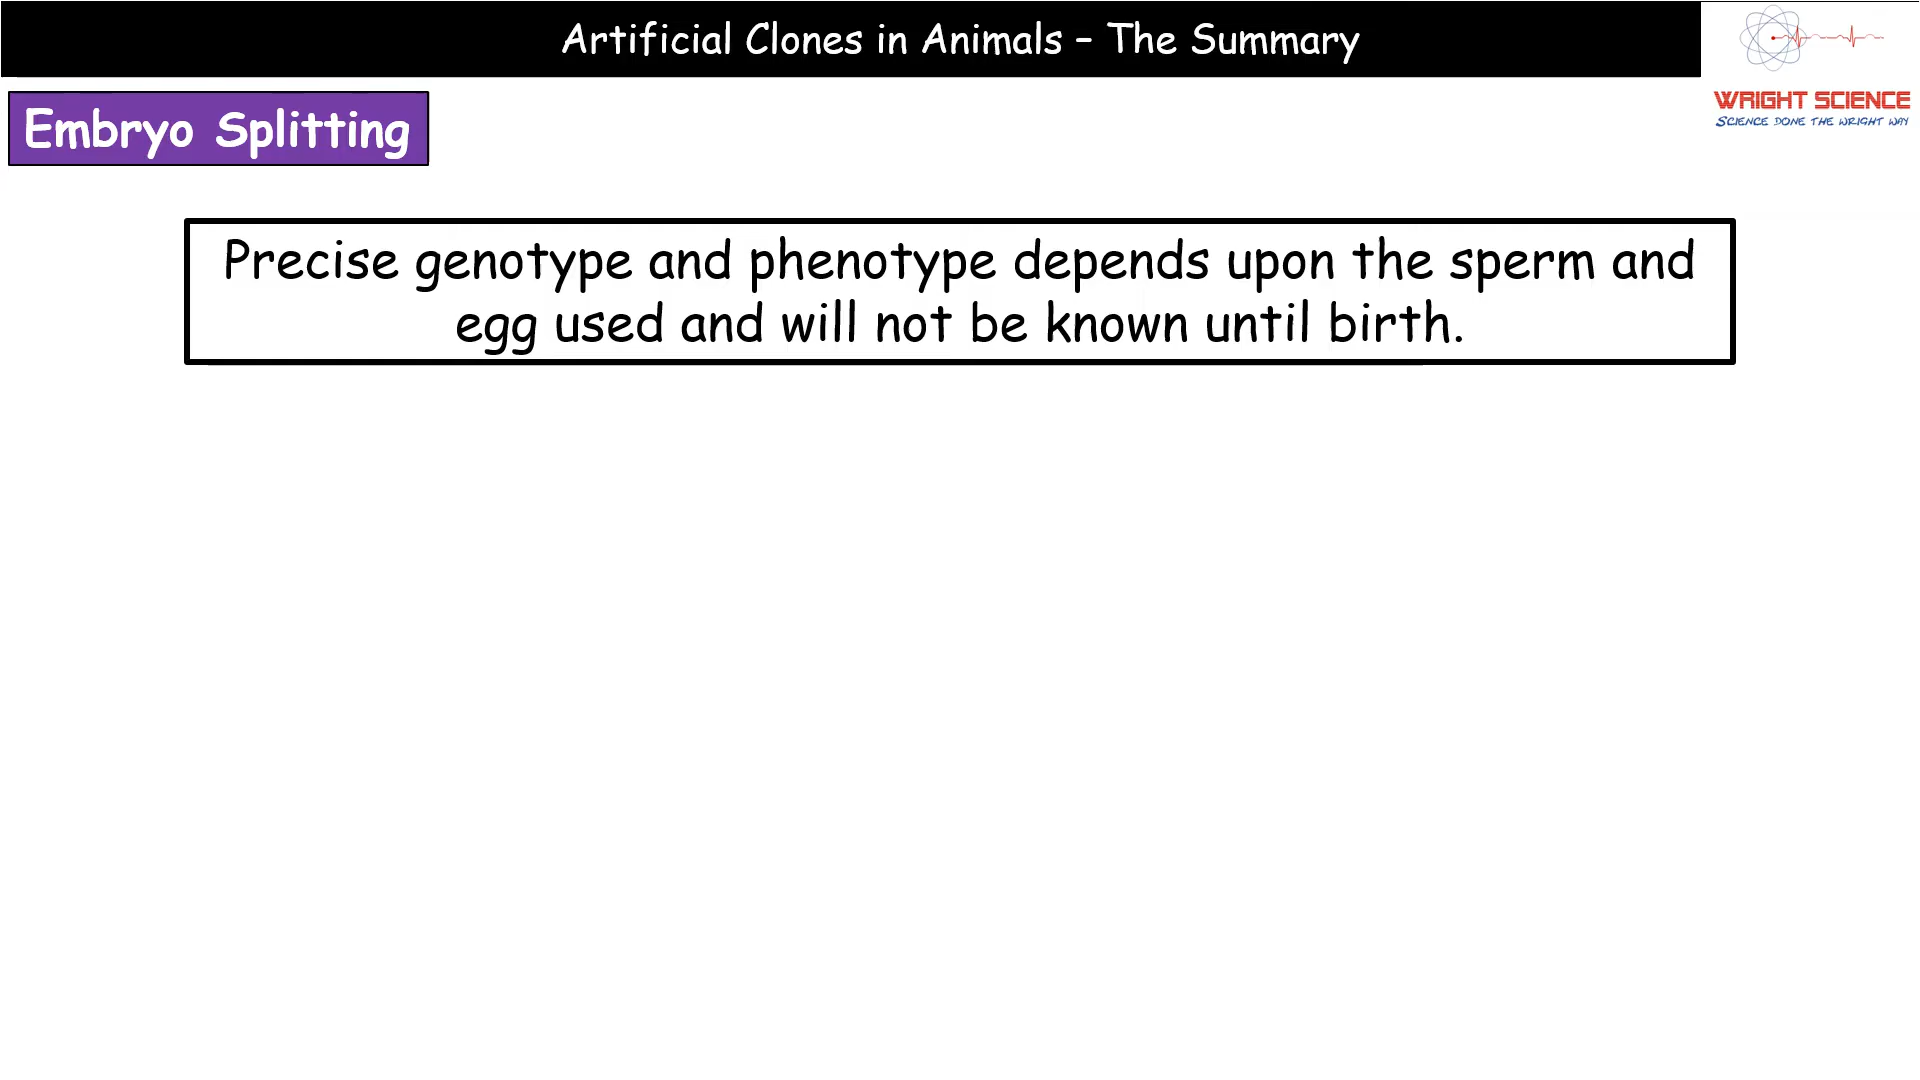 Artificial Clones in Animals – The Summary
WRIGHT SCIENCE
SCIENCE DONE THE WRIGHT WAY
Embryo Splitting
Precise genotype and phenotype depends upon the sperm and
egg used and will not be known until birth.